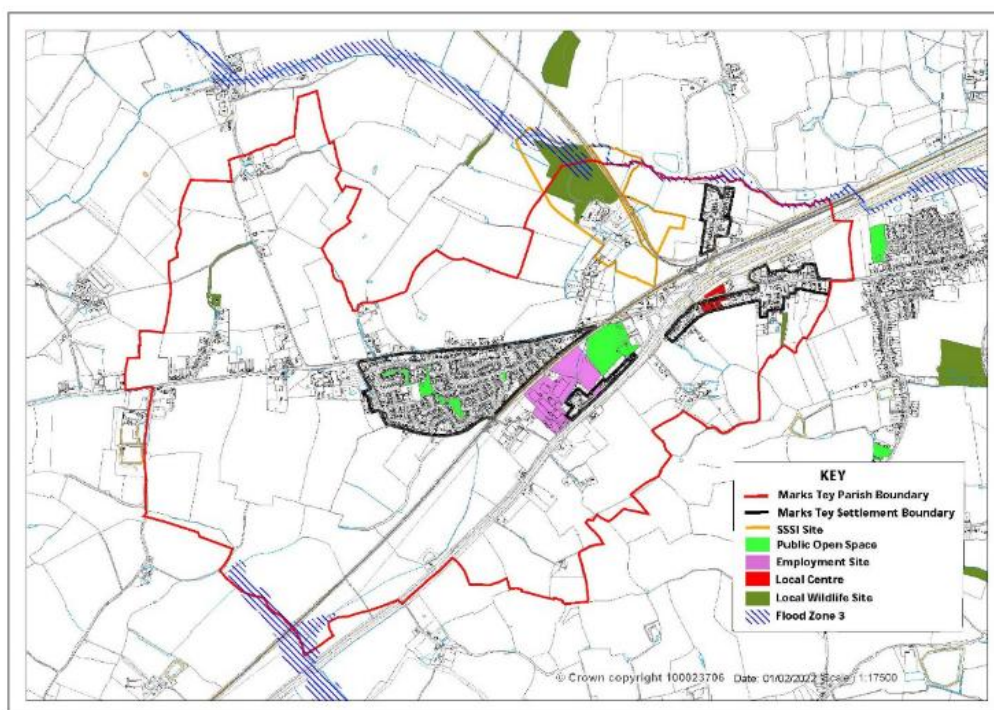 KEY
Marks Tey Parish Boundary
Marks Tey Settlement Boundary
SSSI Site
Public Open Space
Employment Site
Local Centre
Local Wildlife Site
Flood Zone 3
© Crown copyright 100023706 Date: 01/02/2022 Scale: 1:17500